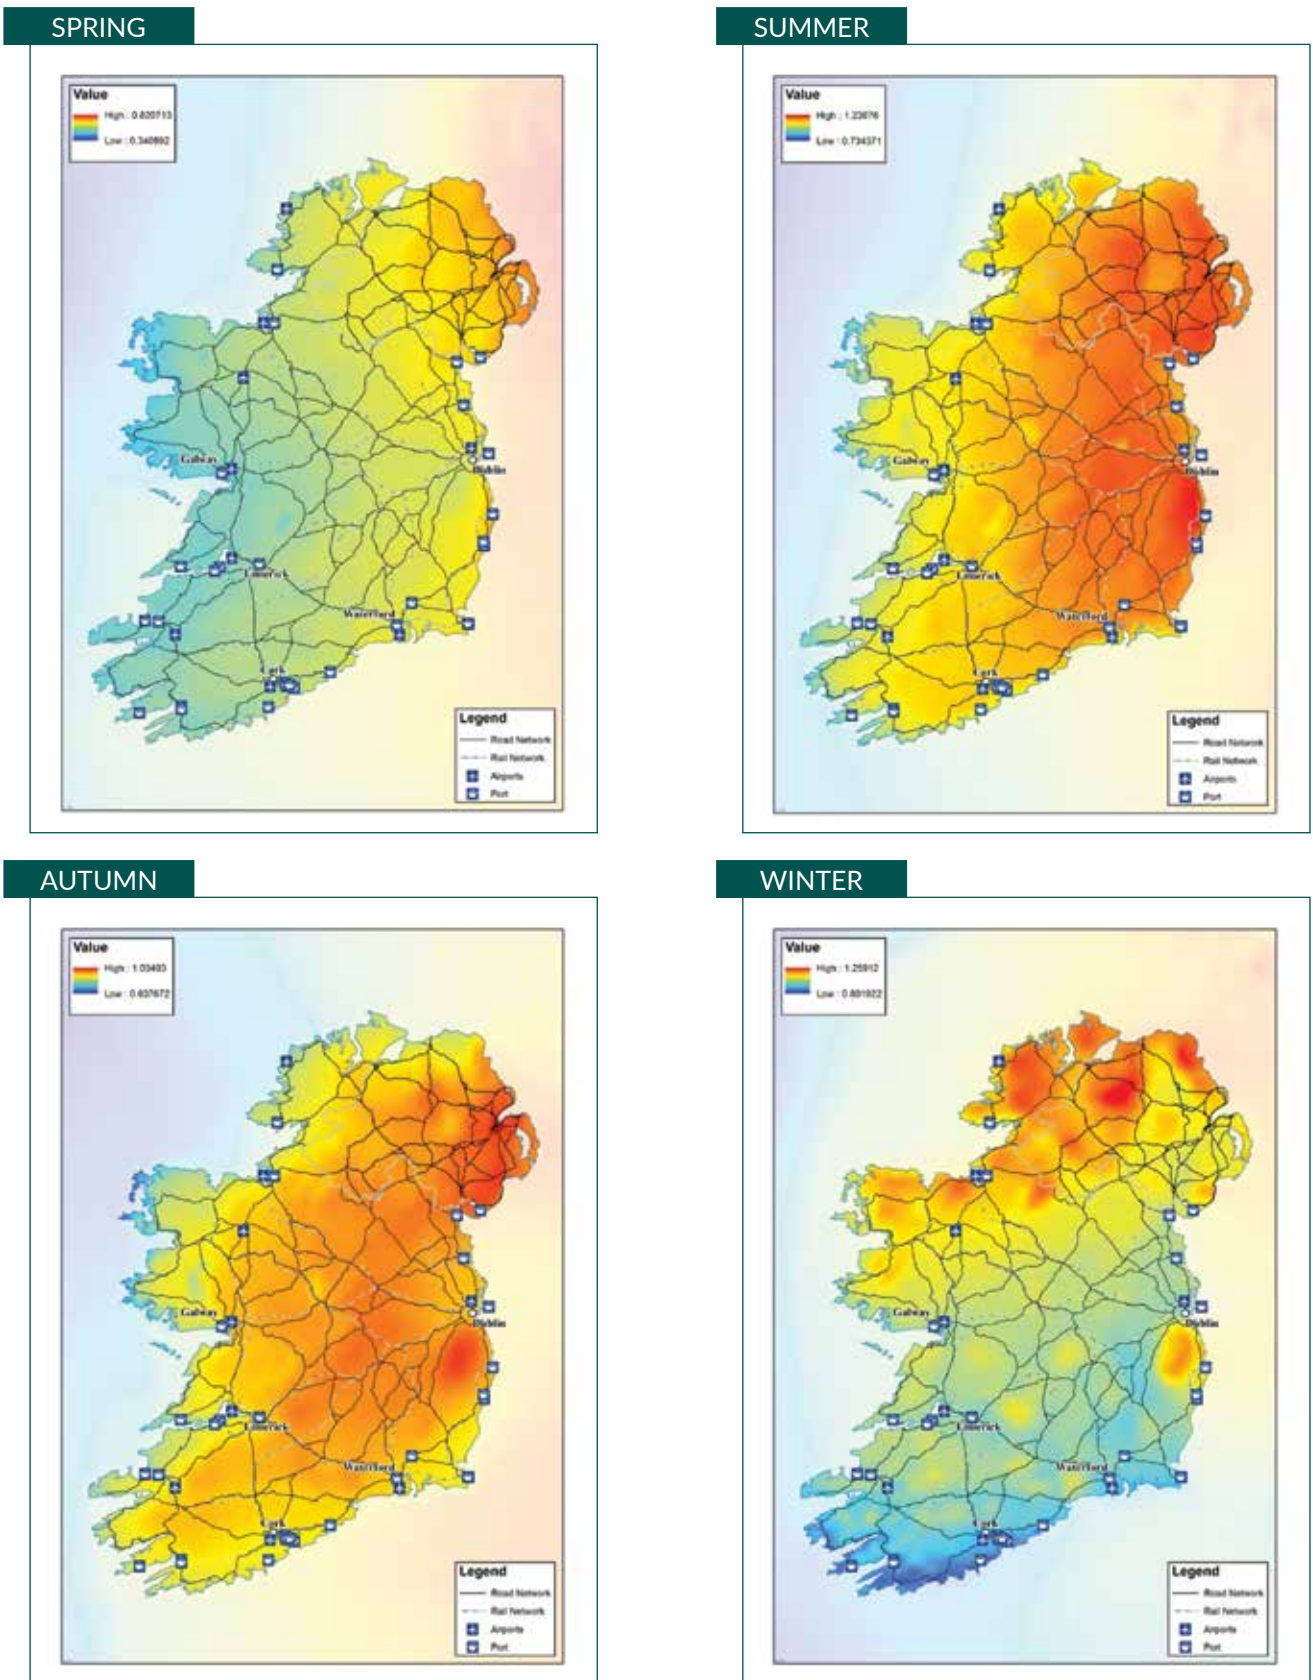 SPRING
Value
High : 0.820713
Low : 0.340892
Galway
Dublin
Limerick
Waterford
Cork
Legend
Road Network
Rail Network
Airports
Port
SUMMER
Value
High : 1.23076
Low : 0.734371
Galway
Dublin
Limerick
Waterford
Cork
Legend
Road Network
Rail Network
Airports
Port
AUTUMN
Value
High : 1.03493
Low : 0.637672
Galway
Dublin
Limerick
Waterford
Cork
Legend
Road Network
Rail Network
Airports
Port
WINTER
Value
High : 1.25912
Low : 0.801922
Galway
Dublin
Limerick
Waterford
Cork
Legend
Road Network
Rail Network
Airports
Port